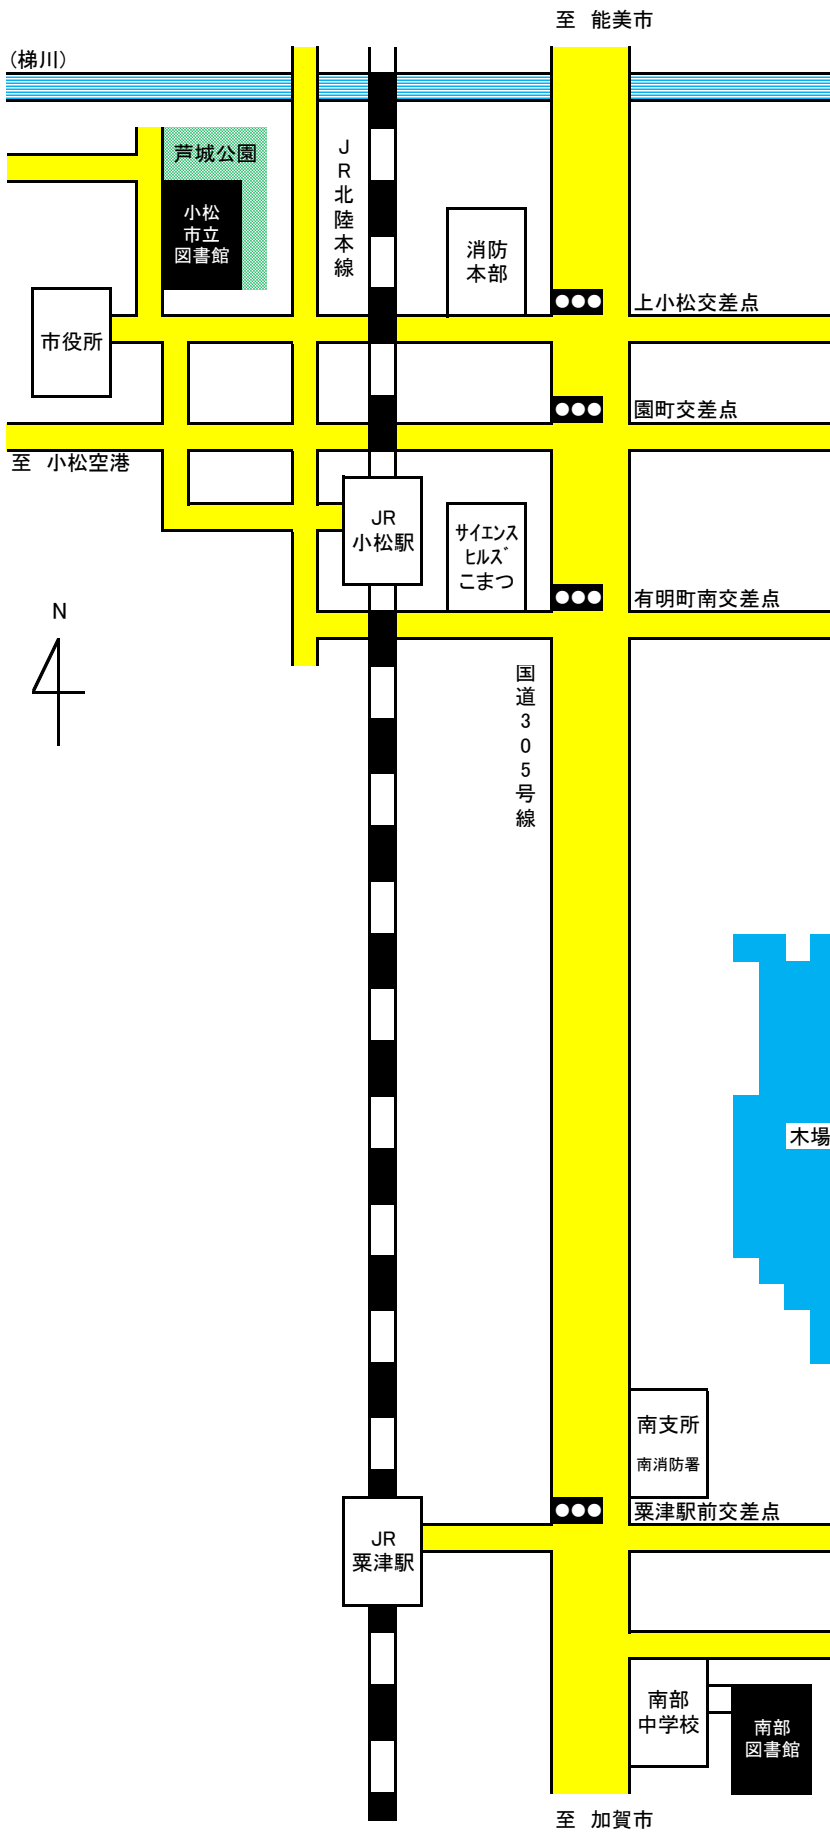 至 能美市
(梯川)
芦城公園
小松
市立
図書館
JR北陸本線
消防
本部
上小松交差点
市役所
園町交差点
至 小松空港
JR
小松駅
サイエンス
ヒルズ
こまつ
有明町南交差点
N
国道305号線
木場
南支所
南消防署
粟津駅前交差点
JR
粟津駅
南部
中学校
南部
図書館
至 加賀市